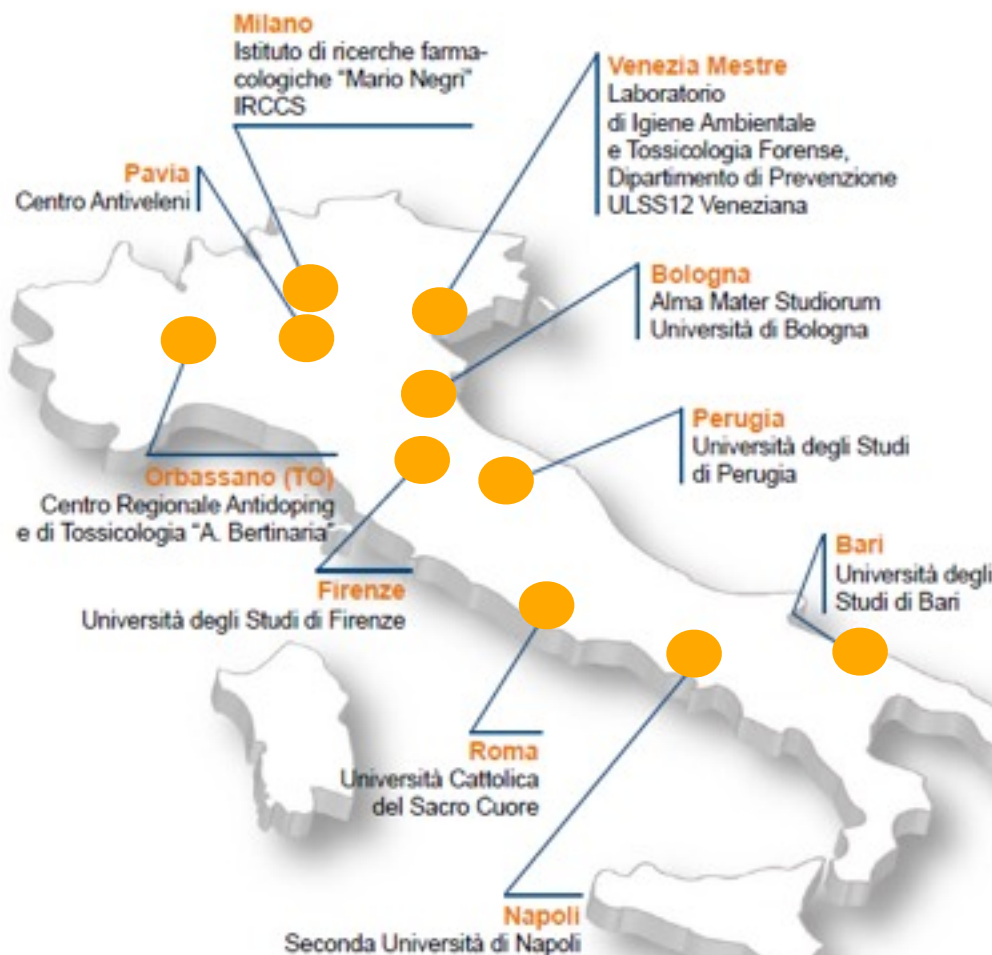 Milano
Istituto di ricerche farma-
cologiche "Mario Negri"
IRCCS
Venezia Mestre
Laboratorio
di Igiene Ambientale
e Tossicologia Forense,
Dipartimento di Prevenzione
ULSS12 Veneziana
Pavia
Centro Antiveleni
Bologna
Alma Mater Studiorum
Università di Bologna
Perugia
Università degli Studi
di Perugia
Orbassano (TO)
Centro Regionale Antidoping
e di Tossicologia "A. Bertinaria"
Bari
Università degli
Studi di Bari
Firenze
Università degli Studi di Firenze
Roma
Università Cattolica
del Sacro Cuore
Napoli
Seconda Università di Napoli